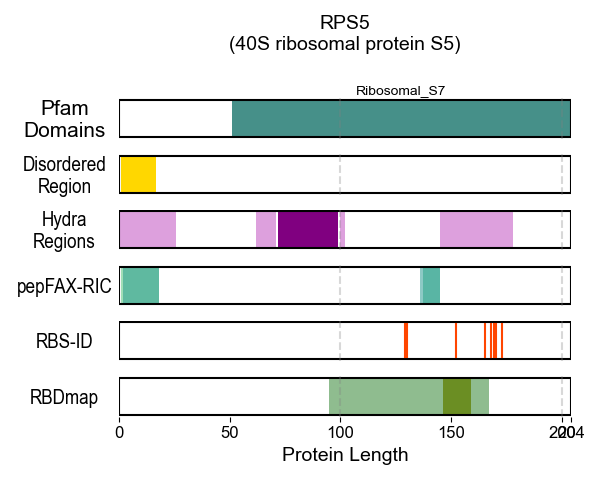 RPS5
(40S ribosomal protein S5)
Ribosomal_S7
Pfam
Domains
Disordered
Region
Hydra
Regions
pepFAX-RIC
RBS-ID
RBDmap
0 50 100 150 200 204
Protein Length